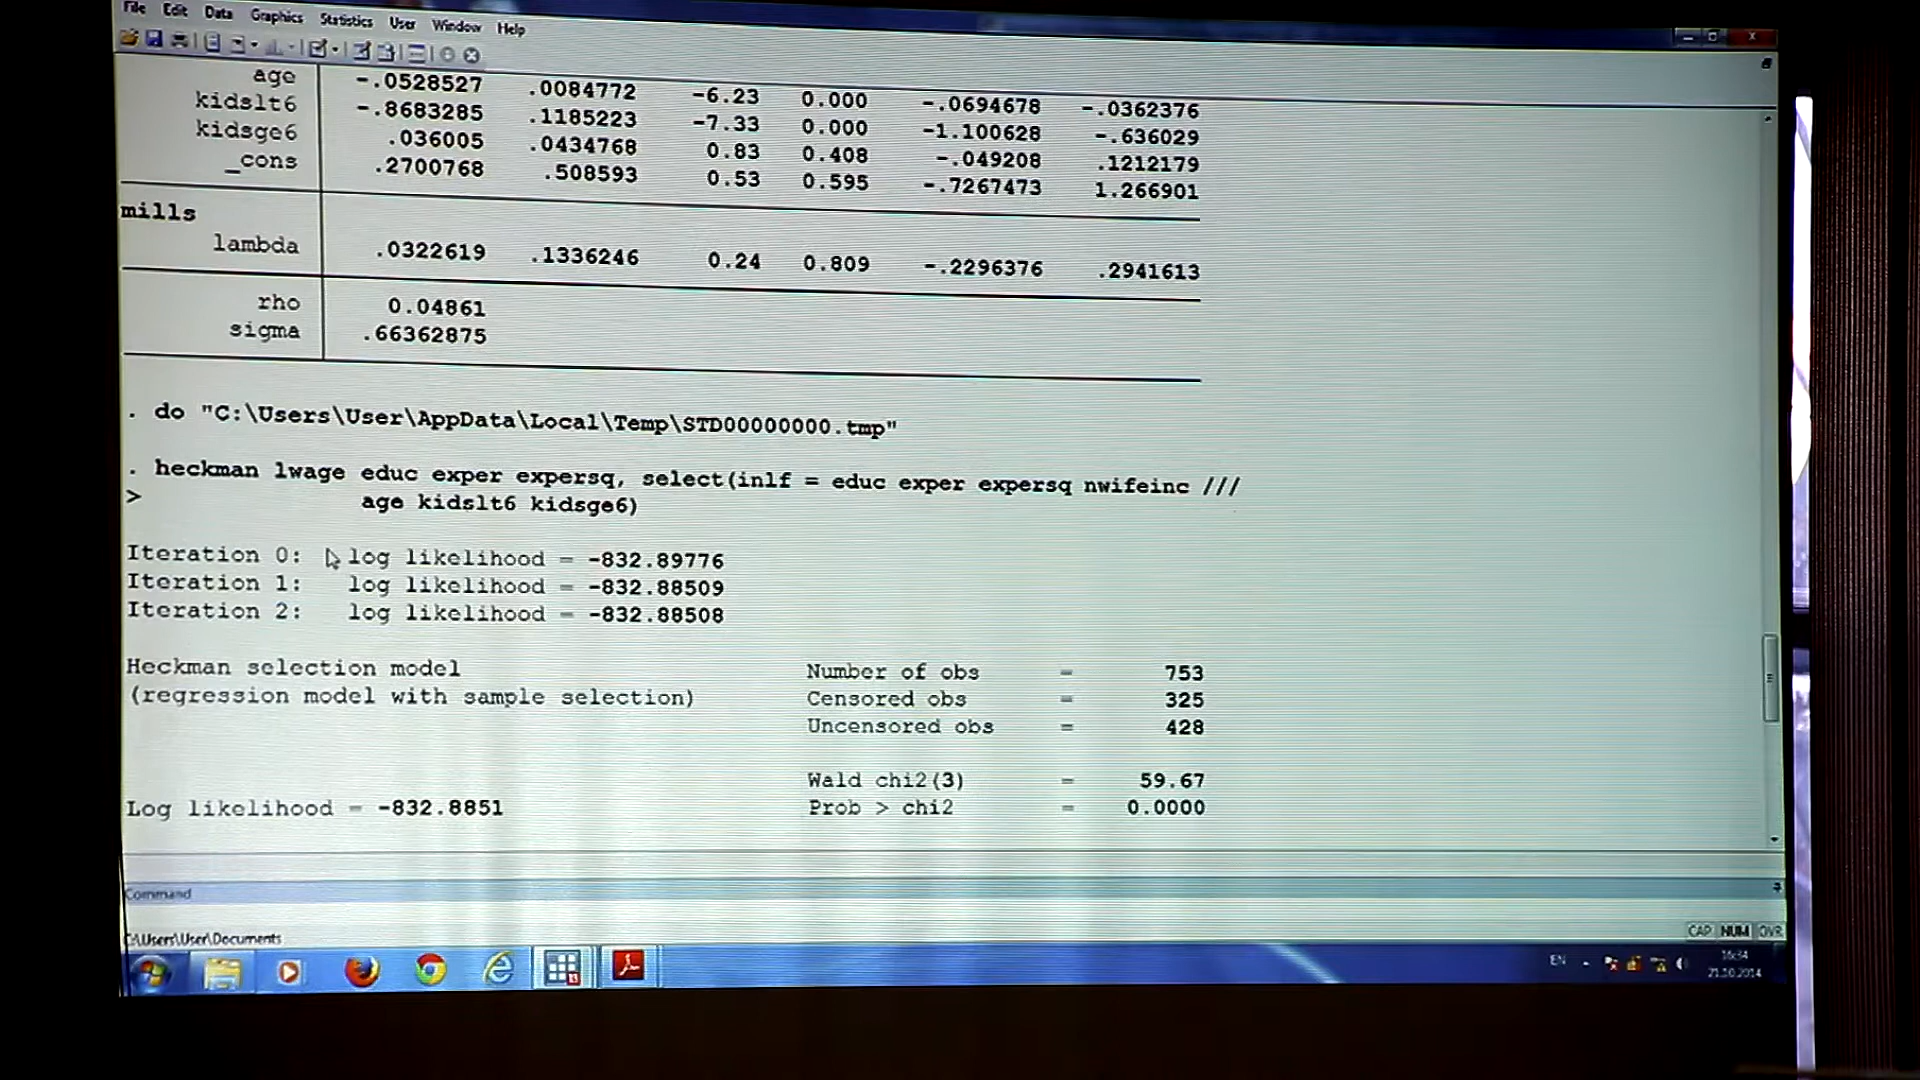 File Edit Data Graphics Statistics User Window Help
age -.0528527 .0084772 -6.23 0.000 -.0694678 -.0362376
kidslt6 -.8683285 .1185223 -7.33 0.000 -1.100628 -.636029
kidsge6 .036005 .0434768 0.83 0.408 -.049208 .1212179
_cons .2700768 .508593 0.53 0.595 -.7267473 1.266901
mills
lambda .0322619 .1336246 0.24 0.809 -.2296376 .2941613
rho 0.04861
sigma .66362875
. do "C:\Users\User\AppData\Local\Temp\STD00000000.tmp"
. heckman lwage educ exper expersq, select(inlf = educ exper expersq nwifeinc ///
> age kidslt6 kidsge6)
Iteration 0: log likelihood = -832.89776
Iteration 1: log likelihood = -832.88509
Iteration 2: log likelihood = -832.88508
Heckman selection model Number of obs = 753
(regression model with sample selection) Censored obs = 325
Uncensored obs = 428
Wald chi2(3) = 59.67
Log likelihood = -832.8851 Prob > chi2 = 0.0000
Command
C:\Users\User\Documents
CAP NUM OVR
EN
16:34
21.10.2014